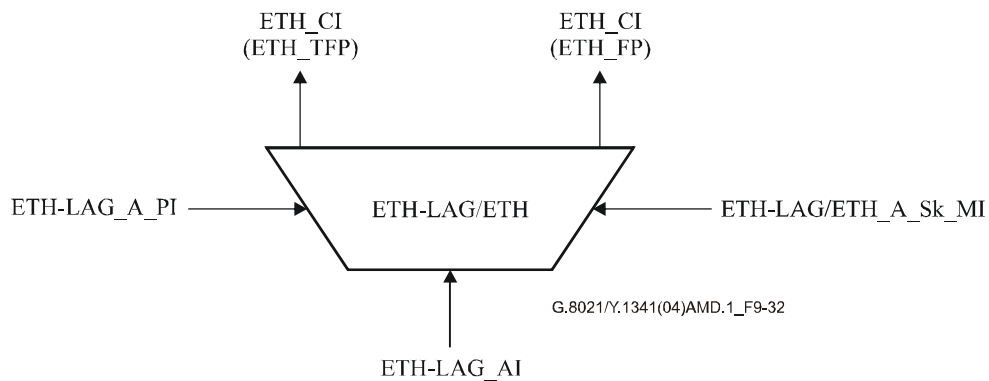 ETH_CI
(ETH_TFP)
ETH_CI
(ETH_FP)
ETH-LAG_A_PI
ETH-LAG/ETH
ETH-LAG/ETH_A_Sk_MI
G.8021/Y.1341(04)AMD.1_F9-32
ETH-LAG_AI